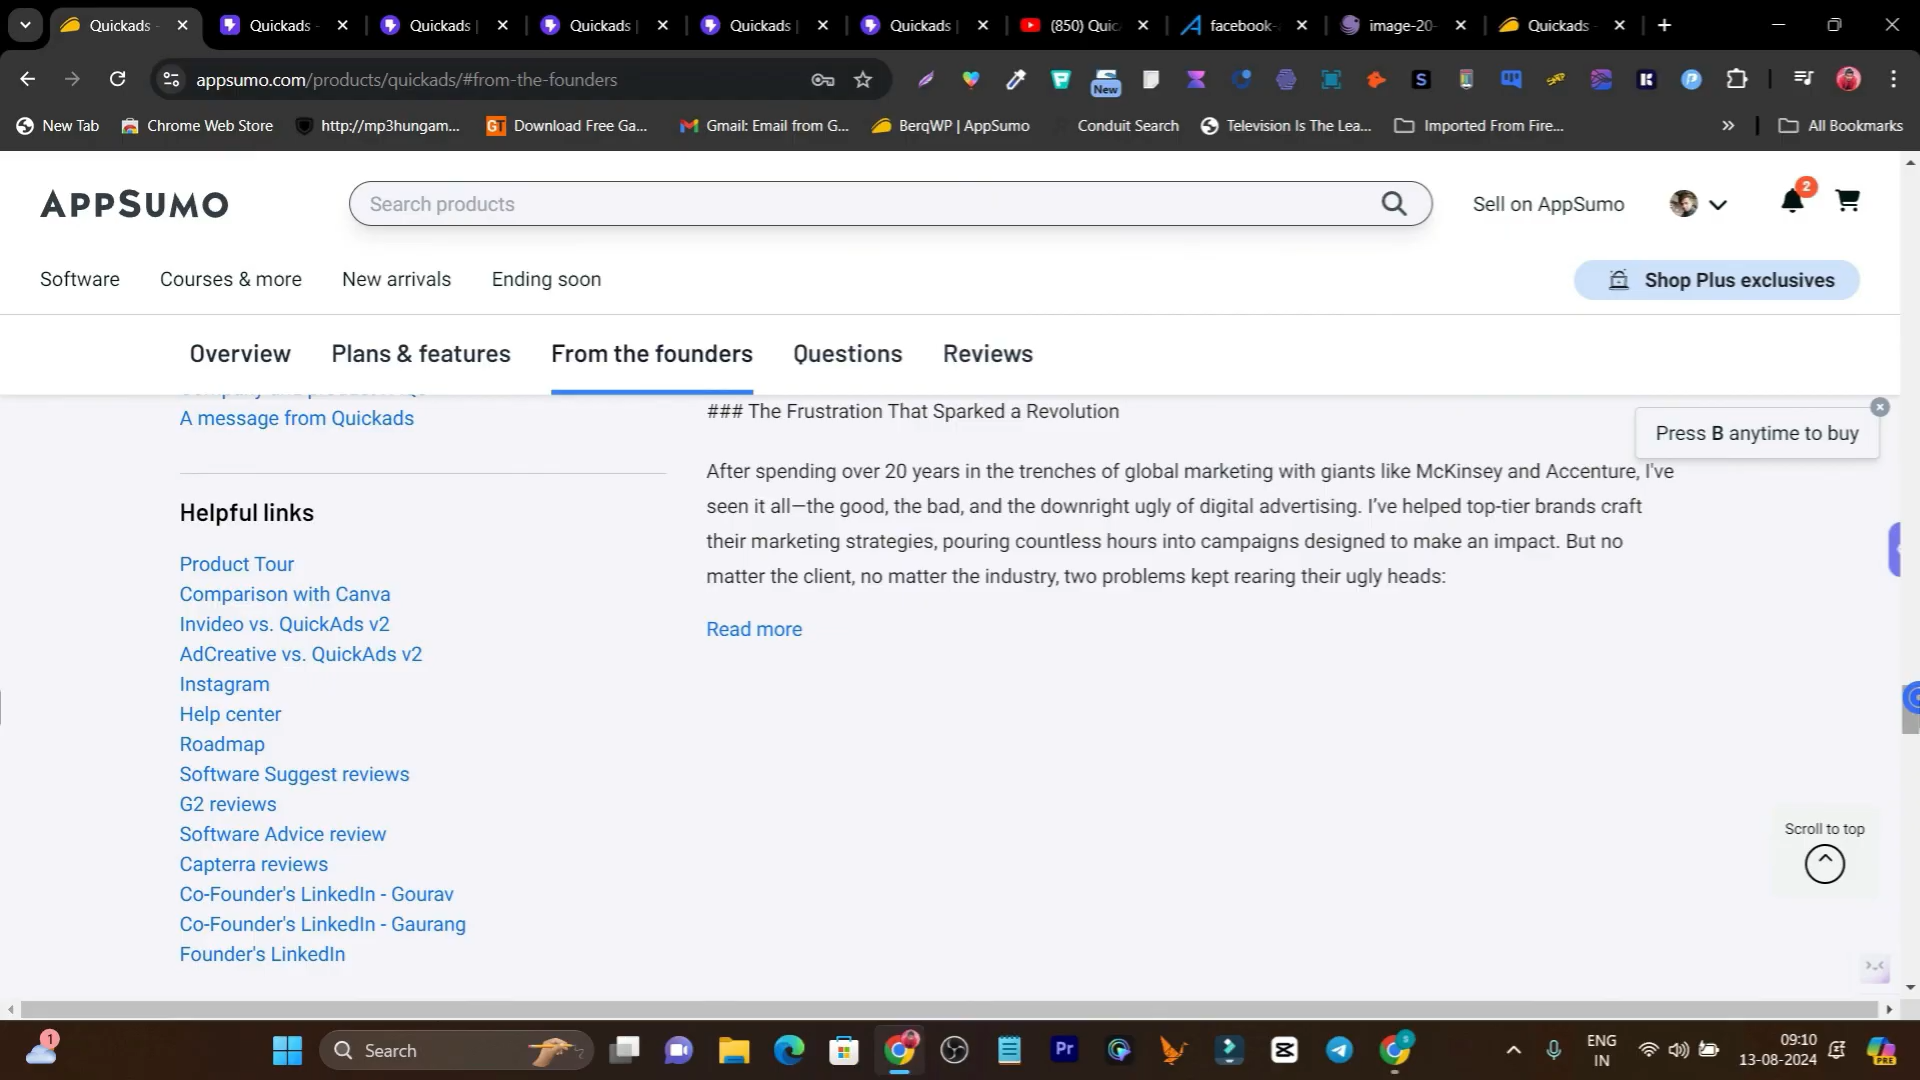 Quickads -
Quickads -
Quickads |
Quickads |
Quickads |
Quickads |
(850) Quic
facebook-
image-20-
Quickads -
appsumo.com/products/quickads/#from-the-founders
New
New Tab
Chrome Web Store
http://mp3hungam...
GT
Download Free Ga...
Gmail: Email from G...
BerqWP | AppSumo
Conduit Search
Television Is The Lea...
Imported From Fire...
All Bookmarks
APPSUMO
Search products
Sell on AppSumo
2
Software
Courses & more
New arrivals
Ending soon
Shop Plus exclusives
Overview
Plans & features
From the founders
Questions
Reviews
A message from Quickads
### The Frustration That Sparked a Revolution
Press B anytime to buy
After spending over 20 years in the trenches of global marketing with giants like McKinsey and Accenture, I've
seen it all—the good, the bad, and the downright ugly of digital advertising. I've helped top-tier brands craft
their marketing strategies, pouring countless hours into campaigns designed to make an impact. But no
matter the client, no matter the industry, two problems kept rearing their ugly heads:
Read more
Helpful links
Product Tour
Comparison with Canva
Invideo vs. QuickAds v2
AdCreative vs. QuickAds v2
Instagram
Help center
Roadmap
Software Suggest reviews
G2 reviews
Software Advice review
Capterra reviews
Co-Founder's LinkedIn - Gourav
Co-Founder's LinkedIn - Gaurang
Founder's LinkedIn
Scroll to top
1
Search
Pr
ENG
IN
09:10
13-08-2024
PRE